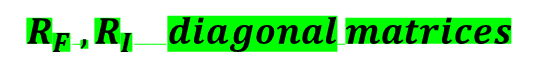 R_F , R_I diagonal matrices